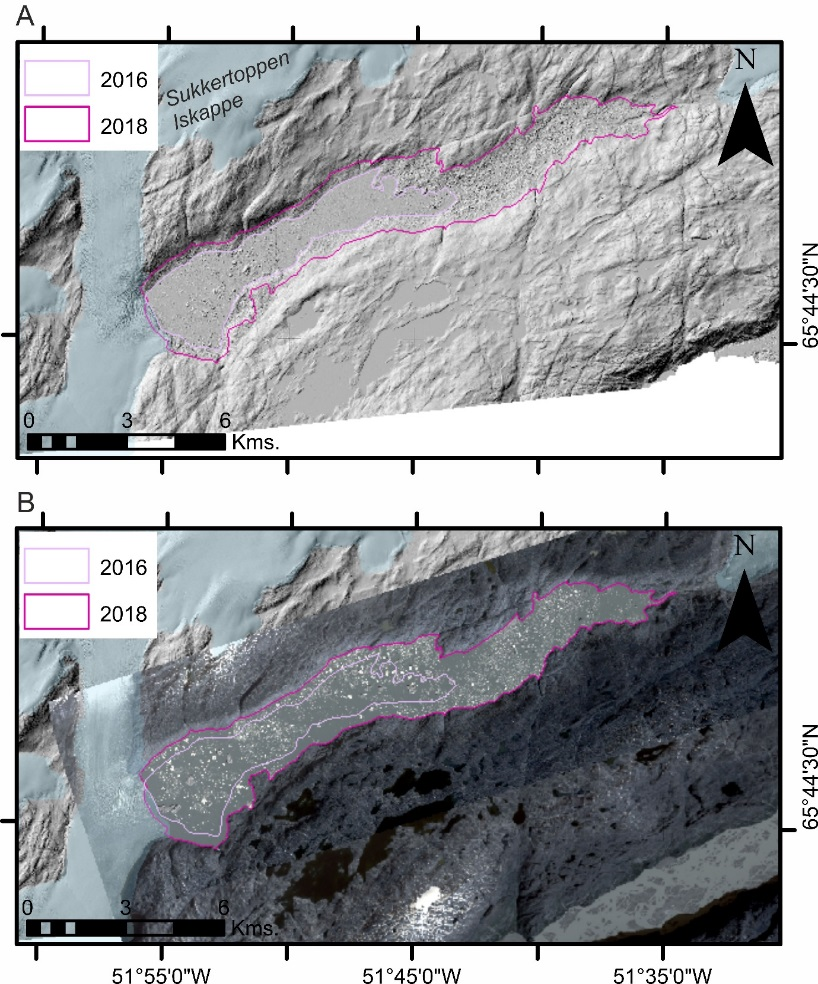 A
2016
2018
Sukkertoppen
Iskappe
N
65°44'30"N
0 3 6
Kms.
B
2016
2018
N
65°44'30"N
0 3 6
Kms.
51°55'0"W 51°45'0"W 51°35'0"W